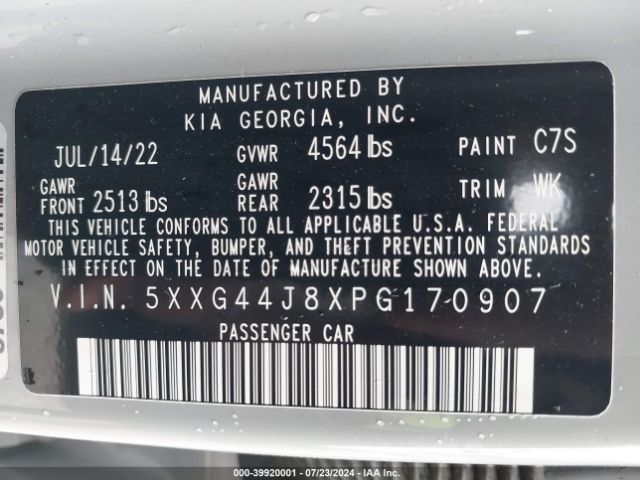 MANUFACTURED BY
KIA GEORGIA, INC.
JUL/14/22 GVWR 4564 lbs PAINT C7S
GAWR FRONT 2513 lbs GAWR REAR 2315 lbs TRIM WK
THIS VEHICLE CONFORMS TO ALL APPLICABLE U.S.A. FEDERAL
MOTOR VEHICLE SAFETY, BUMPER, AND THEFT PREVENTION STANDARDS
IN EFFECT ON THE DATE OF MANUFACTURE SHOWN ABOVE.
V.I.N. 5XXG44J8XPG170907
PASSENGER CAR
000-39920001 - 07/23/2024 - IAA Copart